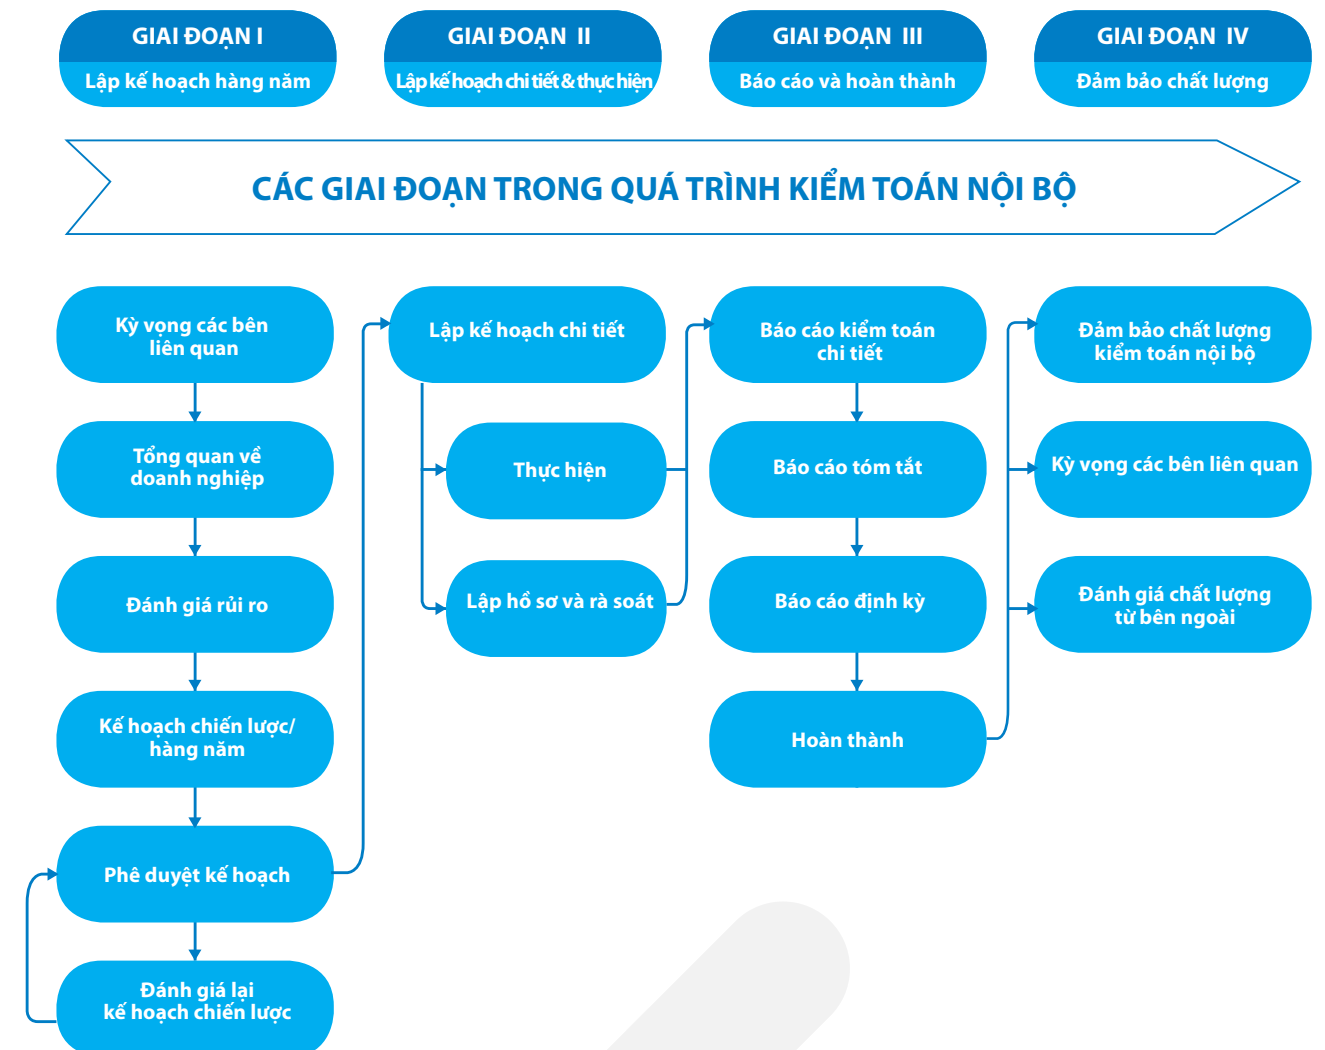 GIAI ĐOẠN I
Lập kế hoạch hàng năm
GIAI ĐOẠN II
Lập kế hoạch chi tiết & thực hiện
GIAI ĐOẠN III
Báo cáo và hoàn thành
GIAI ĐOẠN IV
Đảm bảo chất lượng
CÁC GIAI ĐOẠN TRONG QUÁ TRÌNH KIỂM TOÁN NỘI BỘ
Kỳ vọng các bên
liên quan
Tổng quan về
doanh nghiệp
Đánh giá rủi ro
Kế hoạch chiến lược/
hàng năm
Phê duyệt kế hoạch
Đánh giá lại
kế hoạch chiến lược
Lập kế hoạch chi tiết
Thực hiện
Lập hồ sơ và rà soát
Báo cáo kiểm toán
chi tiết
Báo cáo tóm tắt
Báo cáo định kỳ
Hoàn thành
Đảm bảo chất lượng
kiểm toán nội bộ
Kỳ vọng các bên liên quan
Đánh giá chất lượng
từ bên ngoài